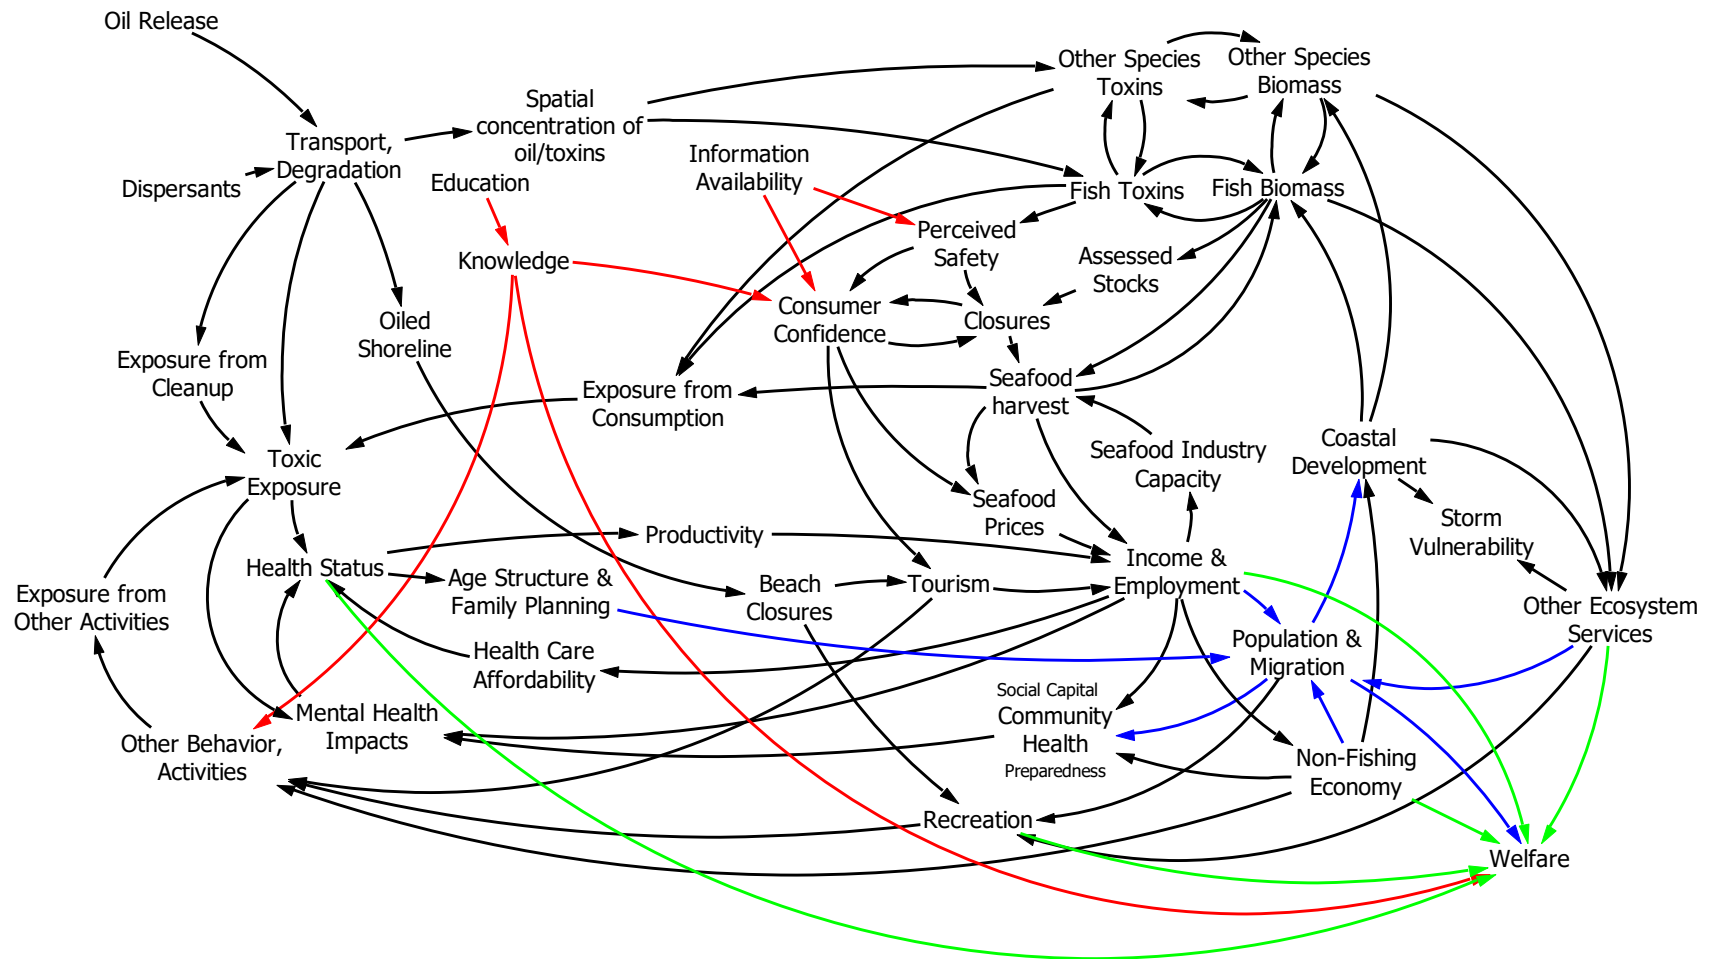 Oil Release
Other Species
Toxins
Other Species
Biomass
Spatial
concentration of
oil/toxins
Transport,
Degradation
Information
Availability
Dispersants
Education
Fish Toxins
Fish Biomass
Perceived
Safety
Knowledge
Assessed
Stocks
Consumer
Confidence
Closures
Oiled
Shoreline
Exposure from
Cleanup
Exposure from
Consumption
Seafood
harvest
Seafood Industry
Capacity
Coastal
Development
Toxic
Exposure
Seafood
Prices
Storm
Vulnerability
Productivity
Health Status
Age Structure &
Family Planning
Beach
Closures
Tourism
Income &
Employment
Exposure from
Other Activities
Other Ecosystem
Services
Health Care
Affordability
Population &
Migration
Social Capital
Community
Health
Preparedness
Mental Health
Impacts
Other Behavior,
Activities
Non-Fishing
Economy
Recreation
Welfare